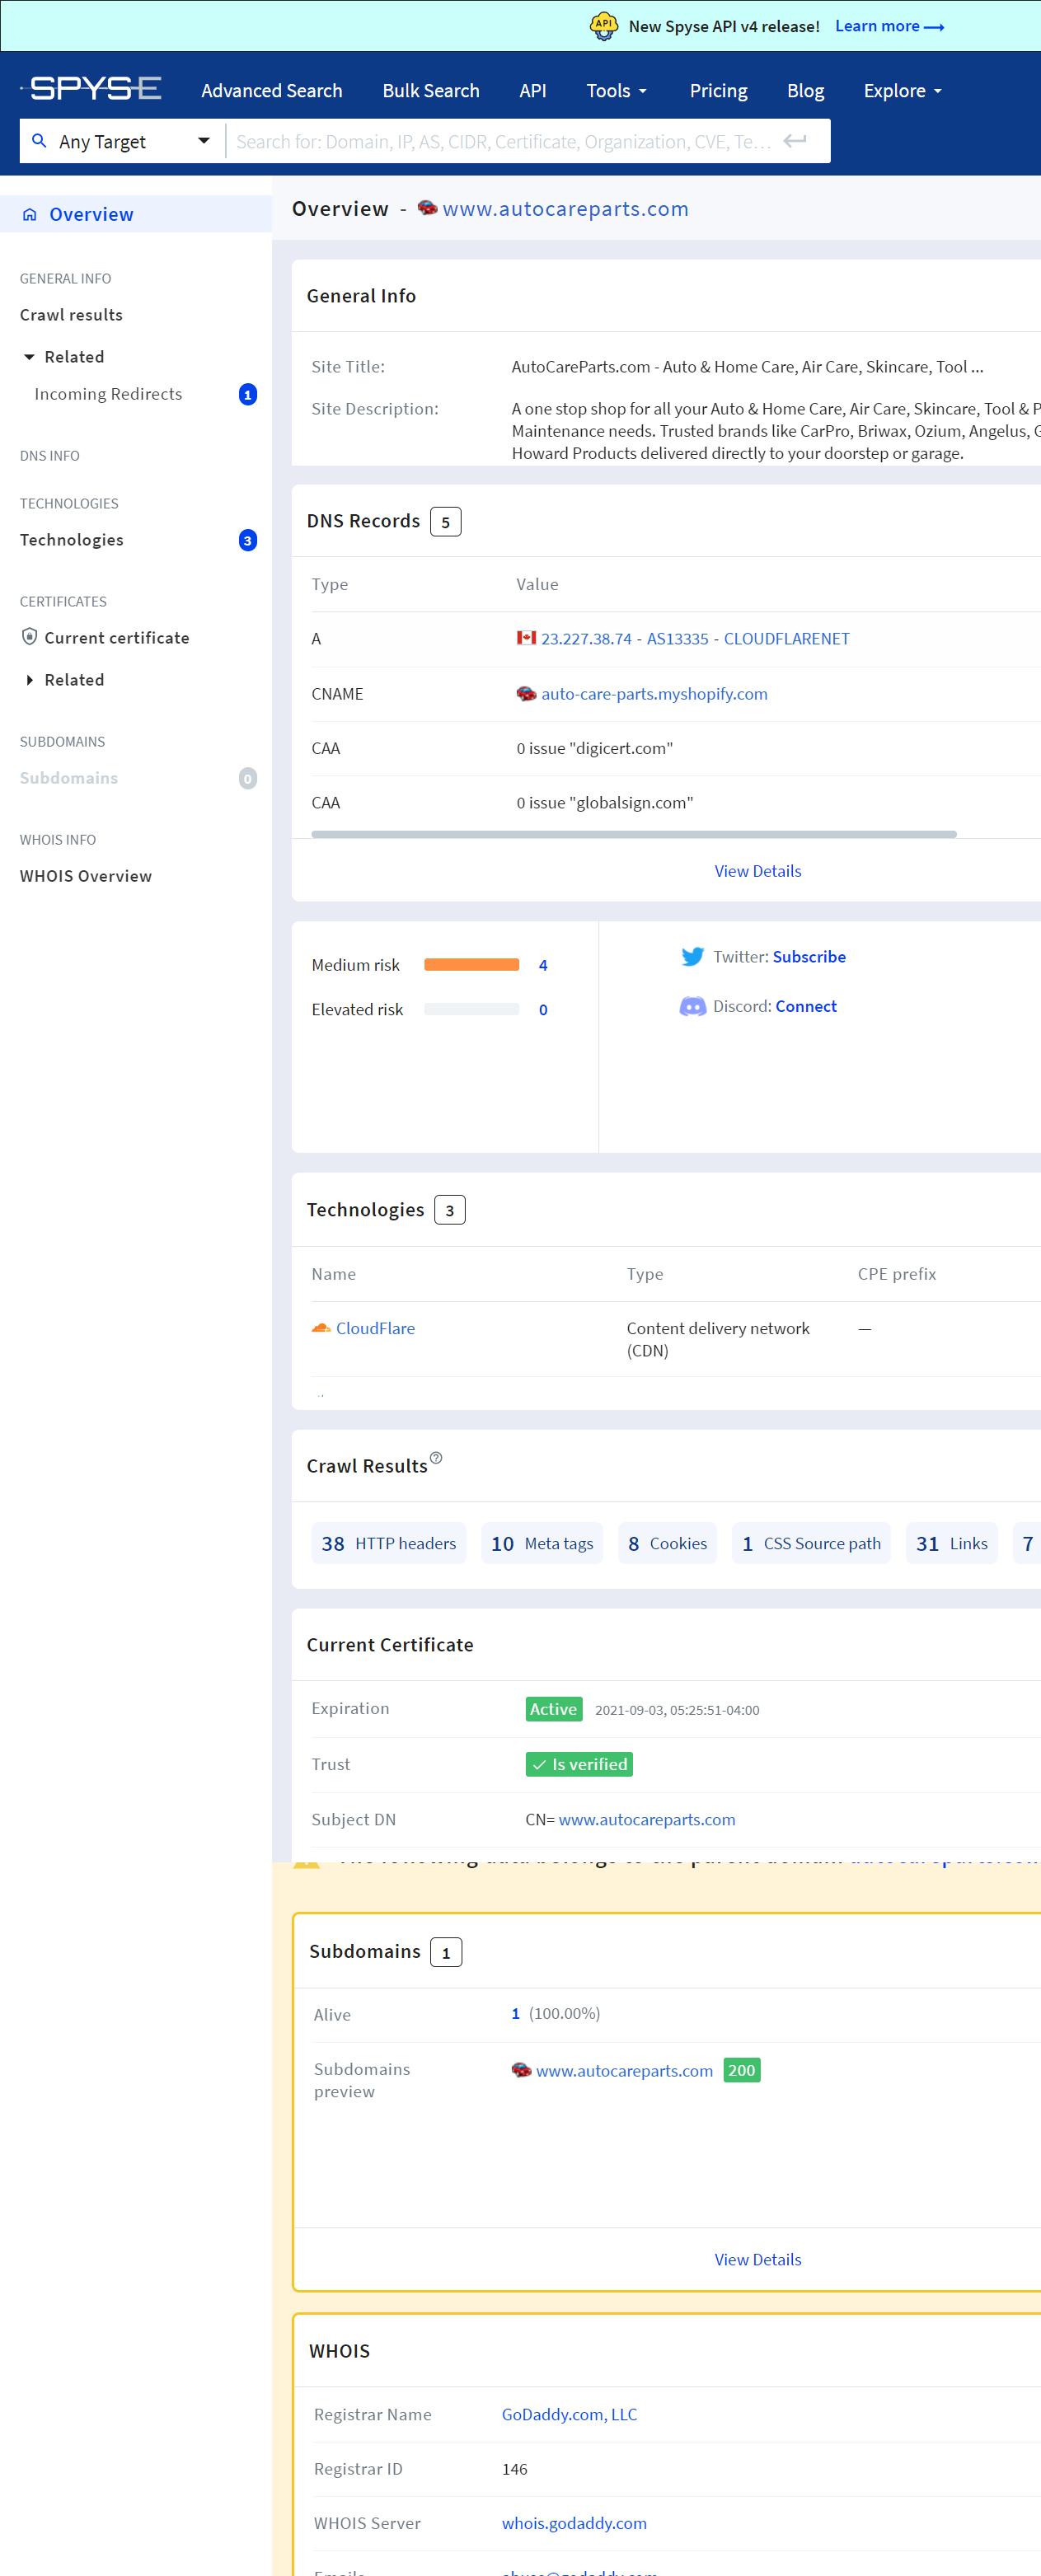 API New Spyse API v4 release! Learn more
SPYSE Advanced Search Bulk Search API Tools Pricing Blog Explore
Any Target Search for: Domain, IP, AS, CIDR, Certificate, Organization, CVE, Te...
Overview
GENERAL INFO
Crawl results
Related
Incoming Redirects 1
DNS INFO
TECHNOLOGIES
Technologies 3
CERTIFICATES
Current certificate
Related
SUBDOMAINS
Subdomains 0
WHOIS INFO
WHOIS Overview
Overview - www.autocareparts.com
General Info
Site Title: AutoCareParts.com - Auto & Home Care, Air Care, Skincare, Tool ...
Site Description: A one stop shop for all your Auto & Home Care, Air Care, Skincare, Tool &
Maintenance needs. Trusted brands like CarPro, Briwax, Ozium, Angelus,
Howard Products delivered directly to your doorstep or garage.
DNS Records 5
Type Value
A 23.227.38.74 - AS13335 - CLOUDFLARENET
CNAME auto-care-parts.myshopify.com
CAA 0 issue "digicert.com"
CAA 0 issue "globalsign.com"
View Details
Medium risk 4
Elevated risk 0
Twitter: Subscribe
Discord: Connect
Technologies 3
Name Type CPE prefix
CloudFlare Content delivery network —
(CDN)
Crawl Results
38 HTTP headers 10 Meta tags 8 Cookies 1 CSS Source path 31 Links 7
Current Certificate
Expiration Active 2021-09-03, 05:25:51-04:00
Trust Is verified
Subject DN CN= www.autocareparts.com
Subdomains 1
Alive 1 (100.00%)
Subdomains www.autocareparts.com 200
preview
View Details
WHOIS
Registrar Name GoDaddy.com, LLC
Registrar ID 146
WHOIS Server whois.godaddy.com